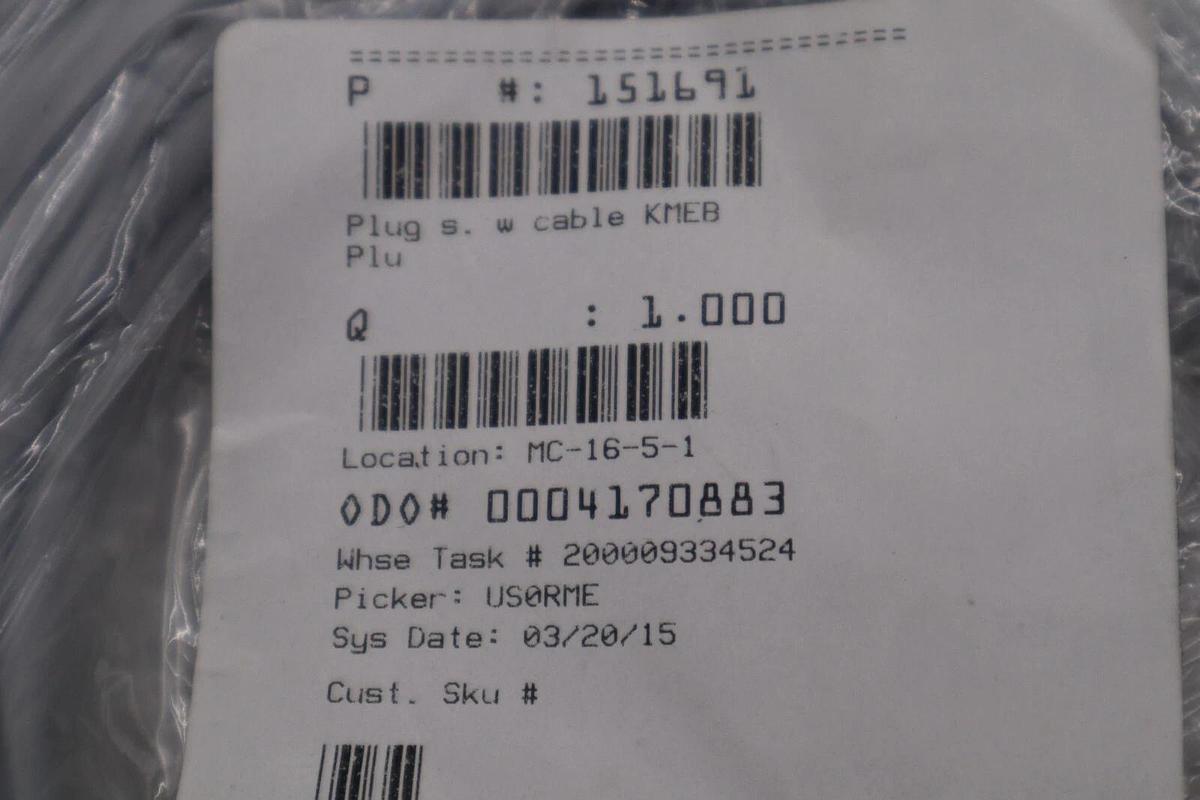 ==============================
P #: 151691
Plug s. w cable KMEB
Plu
Q : 1.000
Location: MC-16-5-1
ODO# 0004170883
Whse Task # 200009334524
Picker: US0RME
Sys Date: 03/20/15
Cust. Sku #